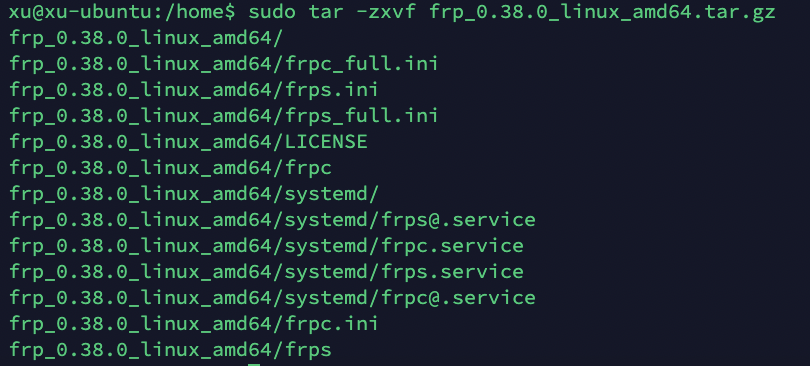 xu@xu-ubuntu:/home$ sudo tar -zxvf frp_0.38.0_linux_amd64.tar.gz
frp_0.38.0_linux_amd64/
frp_0.38.0_linux_amd64/frpc_full.ini
frp_0.38.0_linux_amd64/frps.ini
frp_0.38.0_linux_amd64/frps_full.ini
frp_0.38.0_linux_amd64/LICENSE
frp_0.38.0_linux_amd64/frpc
frp_0.38.0_linux_amd64/systemd/
frp_0.38.0_linux_amd64/systemd/frps@.service
frp_0.38.0_linux_amd64/systemd/frpc.service
frp_0.38.0_linux_amd64/systemd/frps.service
frp_0.38.0_linux_amd64/systemd/frpc@.service
frp_0.38.0_linux_amd64/frpc.ini
frp_0.38.0_linux_amd64/frps